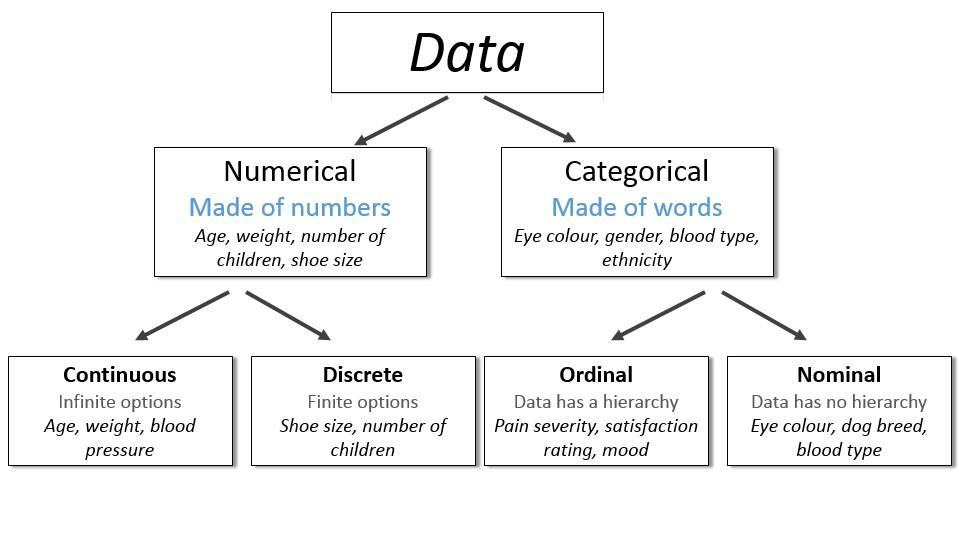 Data
Numerical
Made of numbers
Age, weight, number of
children, shoe size
Categorical
Made of words
Eye colour, gender, blood type,
ethnicity
Continuous
Infinite options
Age, weight, blood
pressure
Discrete
Finite options
Shoe size, number of
children
Ordinal
Data has a hierarchy
Pain severity, satisfaction
rating, mood
Nominal
Data has no hierarchy
Eye colour, dog breed,
blood type